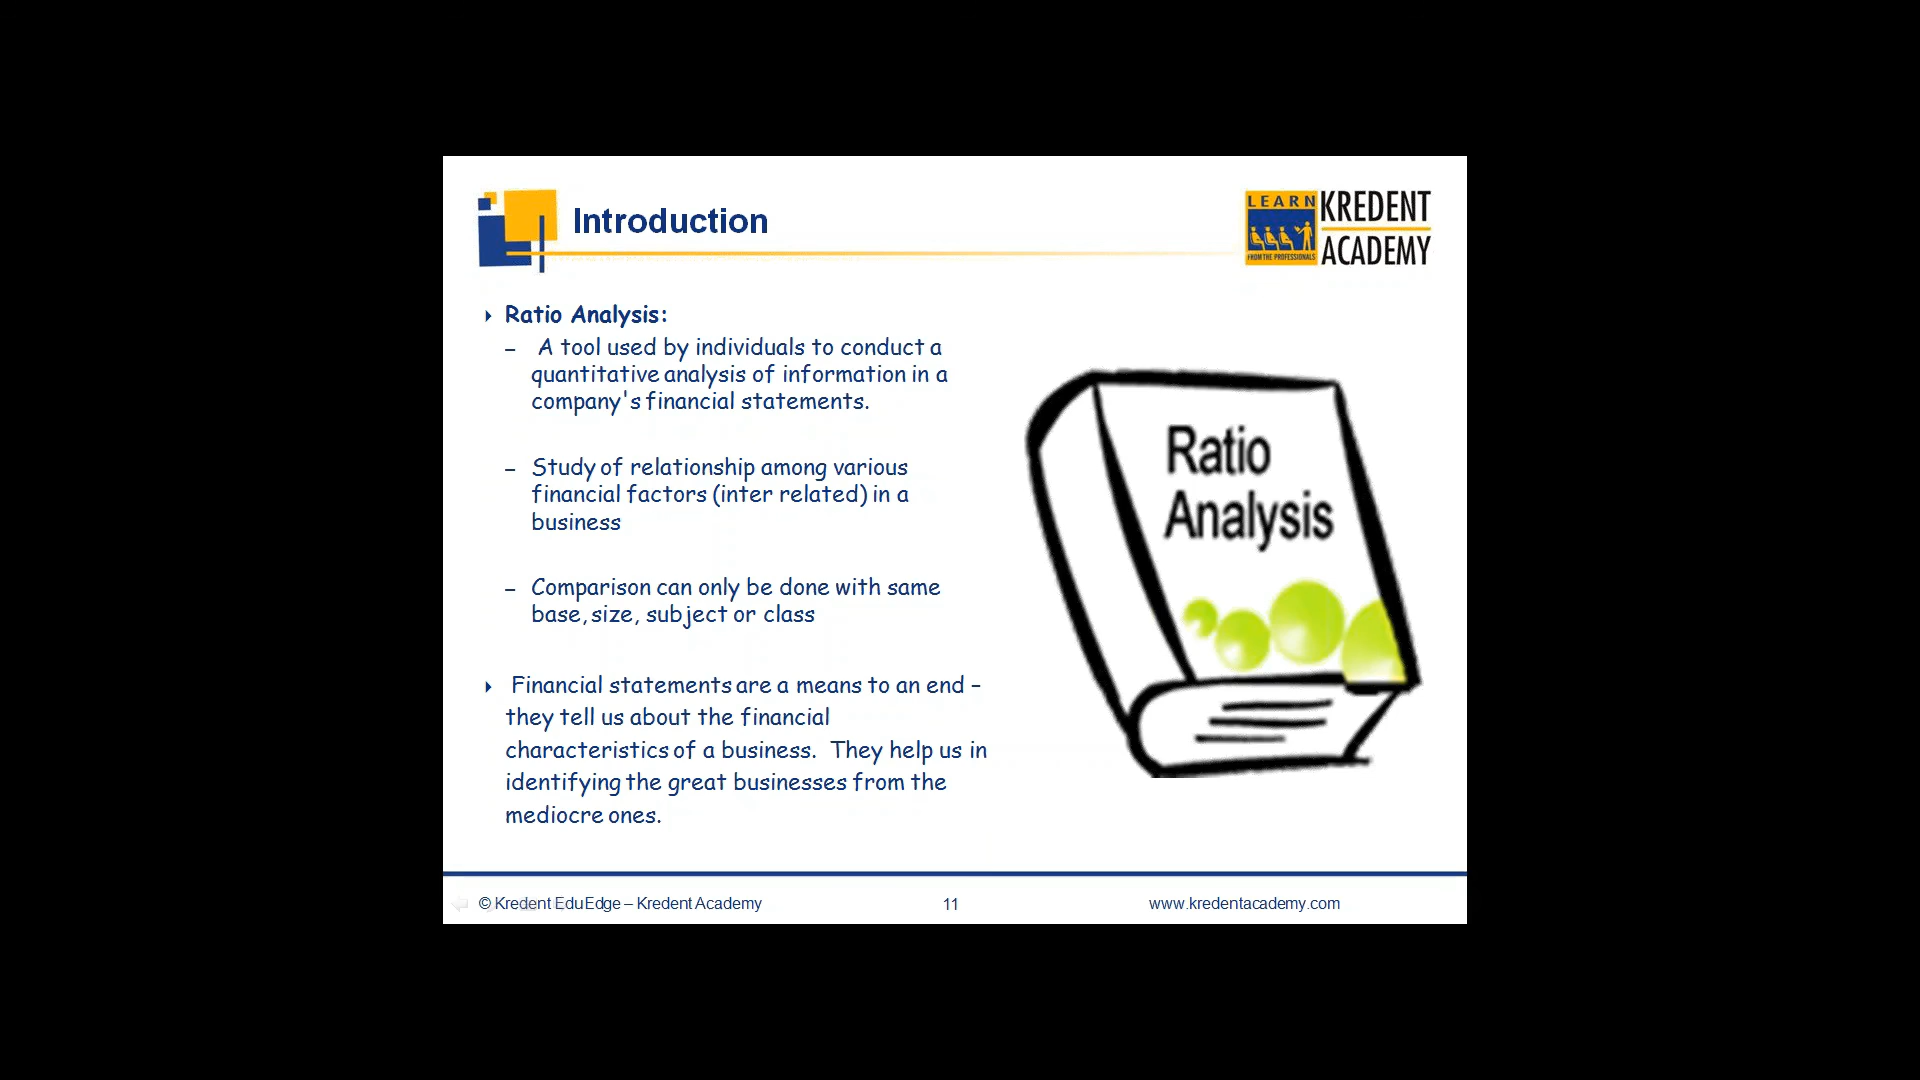 Introduction
LEARN
FROM THE PROFESSIONALS
KREDENT
ACADEMY
Ratio Analysis:
– A tool used by individuals to conduct a
quantitative analysis of information in a
company's financial statements.
– Study of relationship among various
financial factors (inter related) in a
business
– Comparison can only be done with same
base, size, subject or class
Financial statements are a means to an end –
they tell us about the financial
characteristics of a business. They help us in
identifying the great businesses from the
mediocre ones.
Ratio
Analysis
© Kredent EduEdge – Kredent Academy
11
www.kredentacademy.com